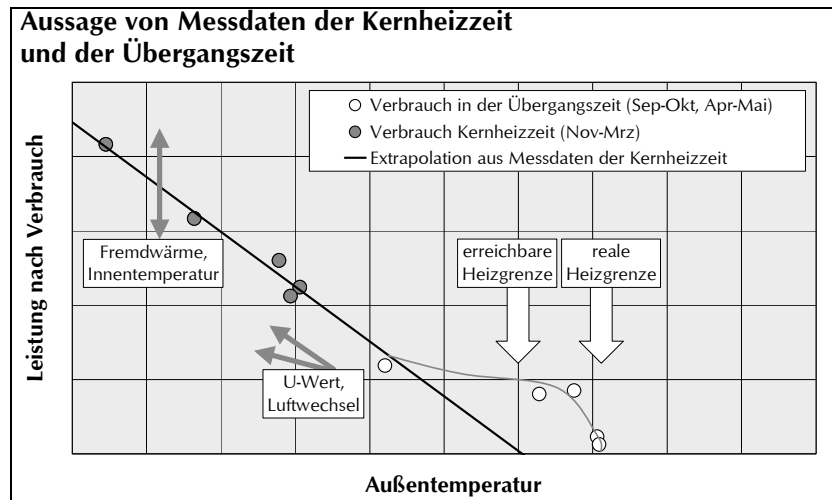 Aussage von Messdaten der Kernheizzeit
und der Übergangszeit
Verbrauch in der Übergangszeit (Sep-Okt, Apr-Mai)
Verbrauch Kernheizzeit (Nov-Mrz)
Extrapolation aus Messdaten der Kernheizzeit
Leistung nach Verbrauch
Fremdwärme,
Innentemperatur
erreichbare
Heizgrenze
reale
Heizgrenze
U-Wert,
Luftwechsel
Außentemperatur